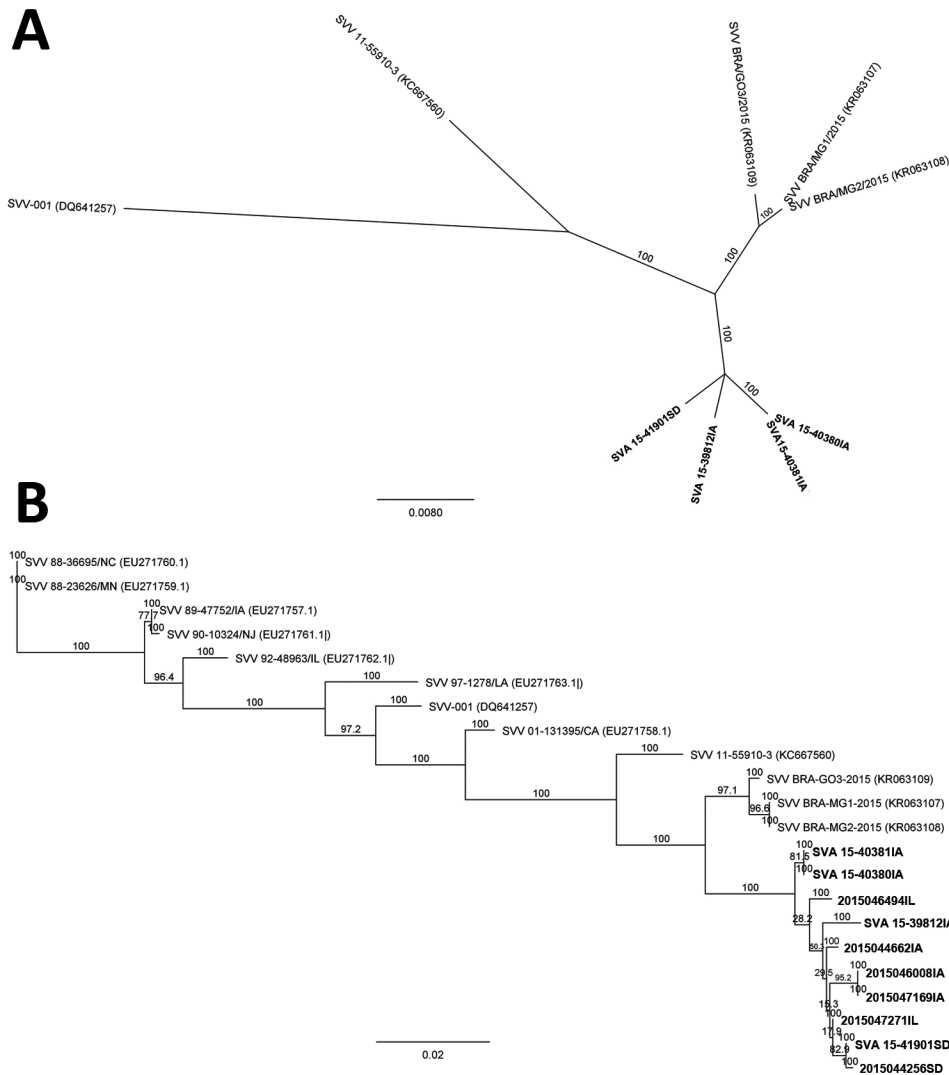 A
SVV 11-55910-3 (KC667560)
SVV BRA/GO3/2015 (KR063109)
SVV BRA/MG1/2015 (KR063107)
SVV BRA/MG2/2015 (KR063108)
SVV-001 (DQ641257)
100
100
100
100
100
SVA 15-41901SD
SVA 15-39812IA
SVA15-40381IA
SVA 15-40380IA
0.0080
B
100 SVV 88-36695/NC (EU271760.1)
100 SVV 88-23626/MN (EU271759.1)
100 SVV 89-47752/IA (EU271757.1)
77.7
100 SVV 90-10324/NJ (EU271761.1|)
100
100 SVV 92-48963/IL (EU271762.1|)
96.4
100 SVV 97-1278/LA (EU271763.1|)
100
100 SVV-001 (DQ641257)
97.2
100 SVV 01-131395/CA (EU271758.1)
100
100 SVV 11-55910-3 (KC667560)
100
100 SVV BRA-GO3-2015 (KR063109)
97.1
100 SVV BRA-MG1-2015 (KR063107)
96.6
100 SVV BRA-MG2-2015 (KR063108)
100
100 SVA 15-40381IA
81.5
100 SVA 15-40380IA
100
100 2015046494IL
28.2
100 SVA 15-39812IA
100 2015044662IA
29.5
100 2015046008IA
95.2
100 2015047169IA
15.3
100 2015047271IL
17.9
100 SVA 15-41901SD
82.9
100 2015044256SD
0.02